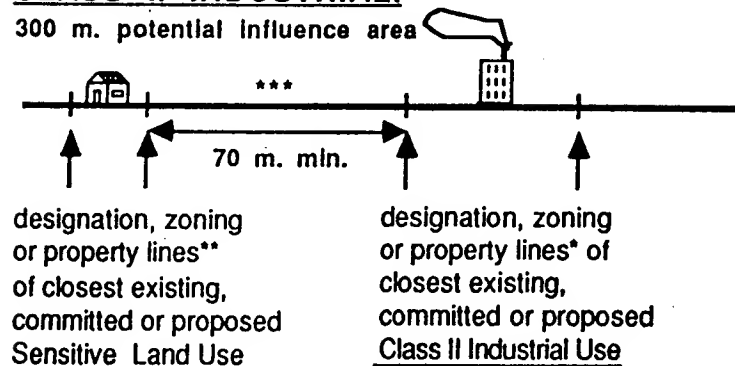 300 m. potential influence area
***
70 m. min.
designation, zoning
or property lines**
of closest existing,
committed or proposed
Sensitive Land Use
designation, zoning
or property lines* of
closest existing,
committed or proposed
Class II Industrial Use